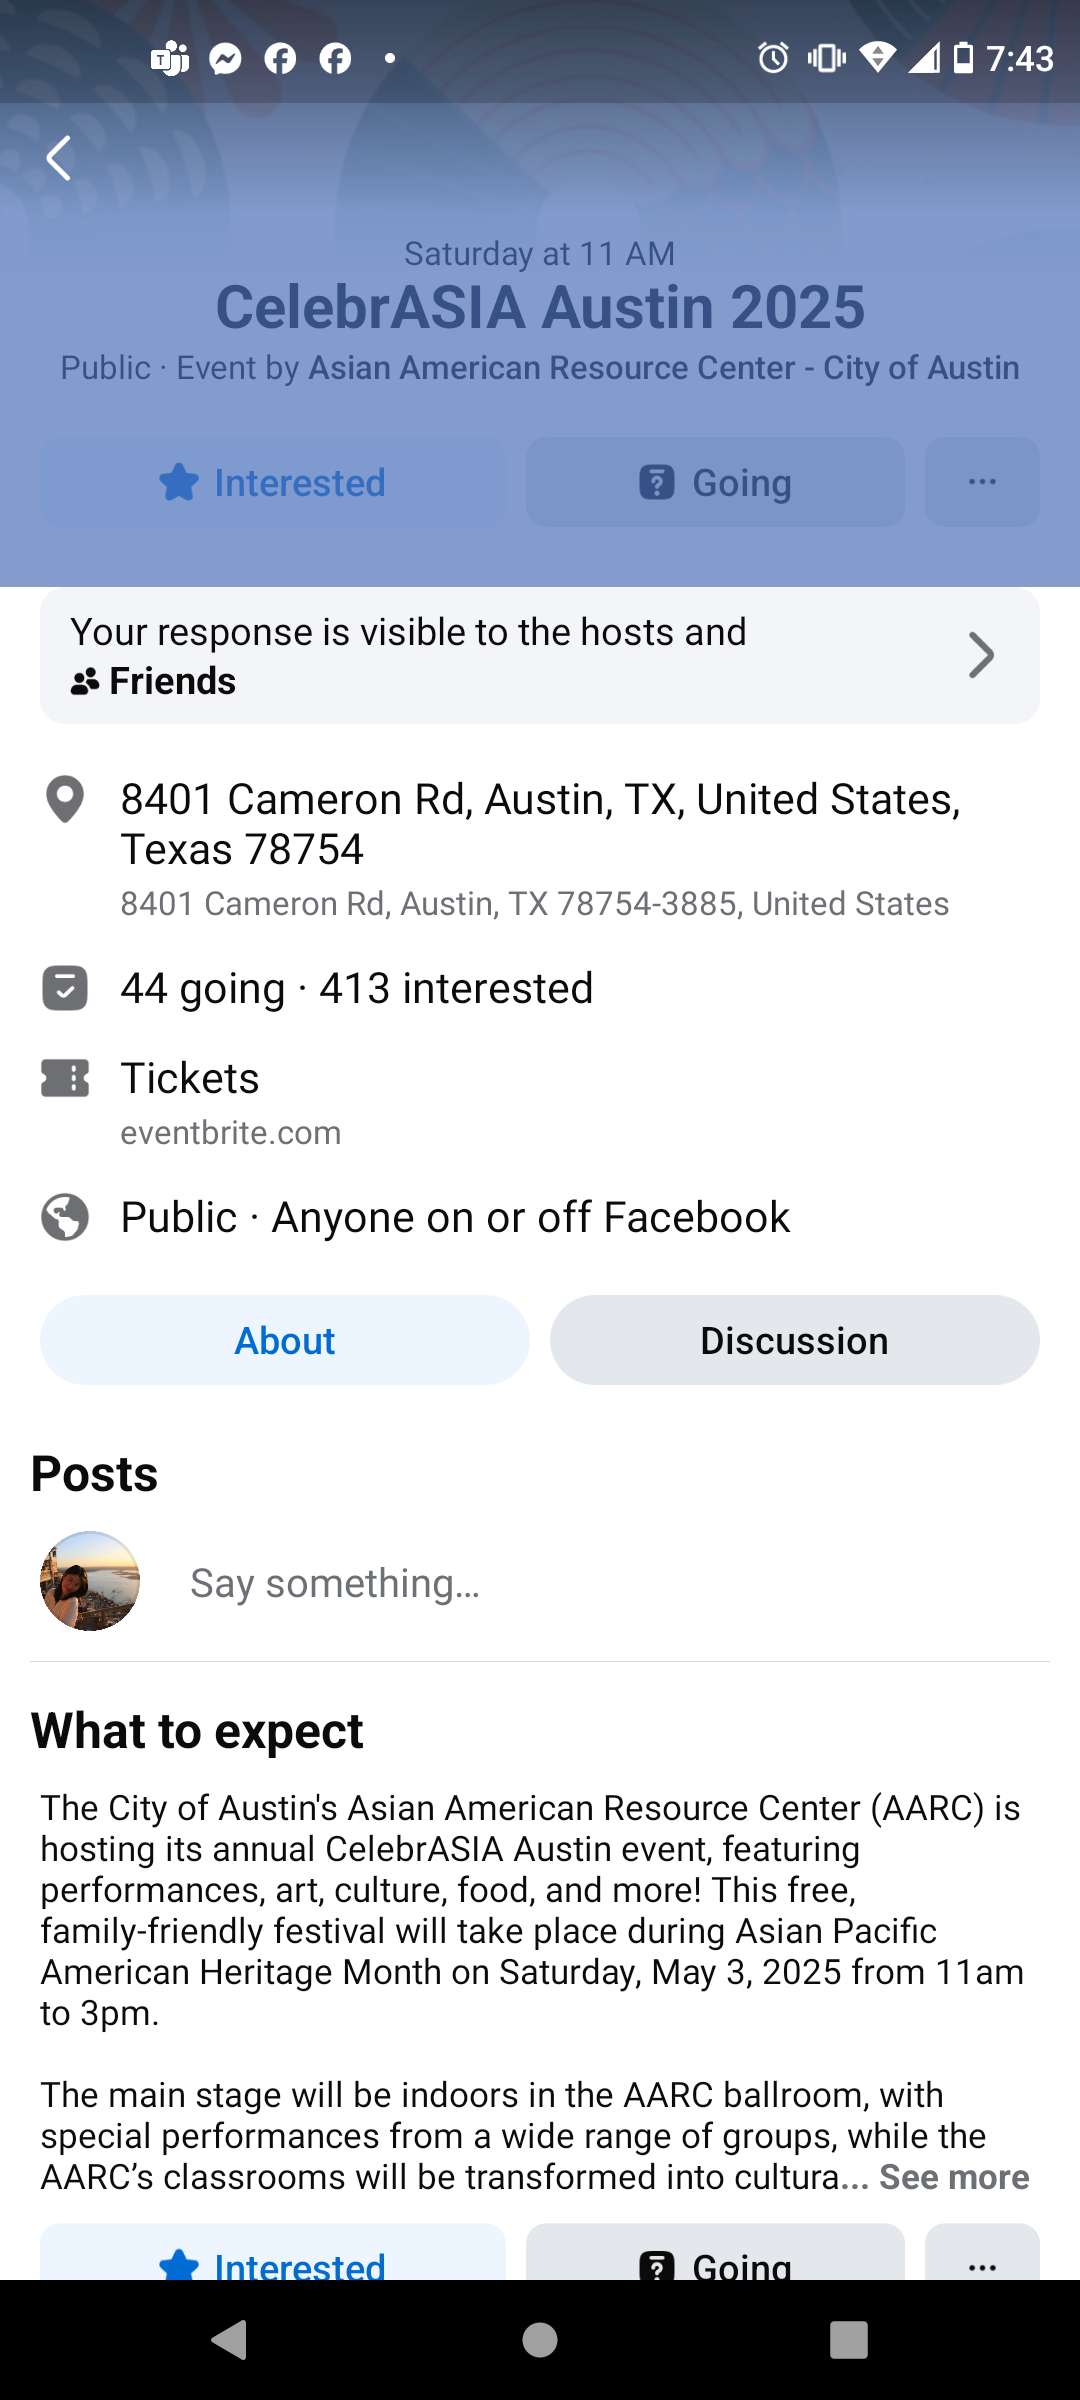 7:43
Saturday at 11 AM
CelebrASIA Austin 2025
Public · Event by Asian American Resource Center - City of Austin
Interested
Going
...
Your response is visible to the hosts and
Friends
8401 Cameron Rd, Austin, TX, United States,
Texas 78754
8401 Cameron Rd, Austin, TX 78754-3885, United States
44 going · 413 interested
Tickets
eventbrite.com
Public · Anyone on or off Facebook
About
Discussion
Posts
Say something...
What to expect
The City of Austin's Asian American Resource Center (AARC) is
hosting its annual CelebrASIA Austin event, featuring
performances, art, culture, food, and more! This free,
family-friendly festival will take place during Asian Pacific
American Heritage Month on Saturday, May 3, 2025 from 11am
to 3pm.
The main stage will be indoors in the AARC ballroom, with
special performances from a wide range of groups, while the
AARC’s classrooms will be transformed into cultura... See more
Interested
Going
...